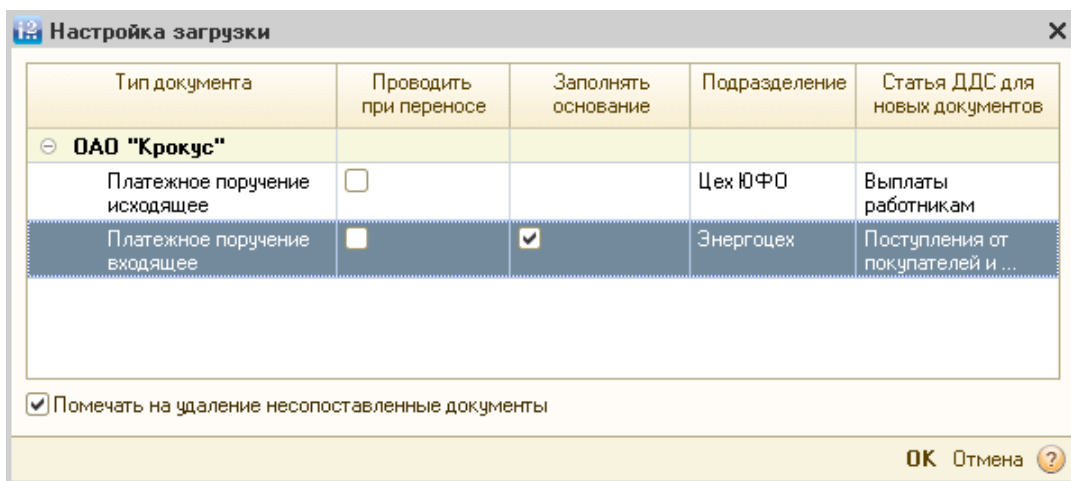 Настройка загрузки
Тип документа
Проводить при переносе
Заполнять основание
Подразделение
Статья ДДС для новых документов
ОАО "Крокус"
Платежное поручение исходящее
Цех ЮФО
Выплаты работникам
Платежное поручение входящее
Энергоцех
Поступления от покупателей и ...
Помечать на удаление несопоставленные документы
OK Отмена ?